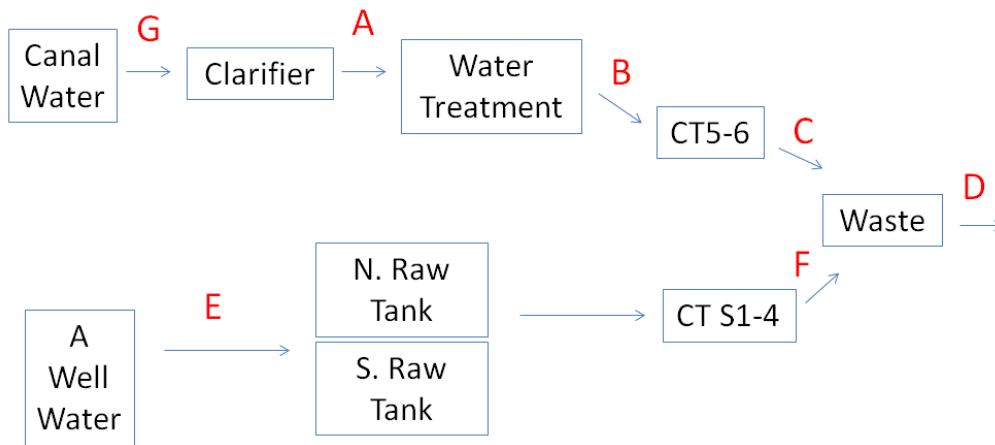 G
A
Canal
Water
Clarifier
Water
Treatment
B
CT5-6
C
Waste
D
A
Well
Water
E
N. Raw
Tank
S. Raw
Tank
CT S1-4
F